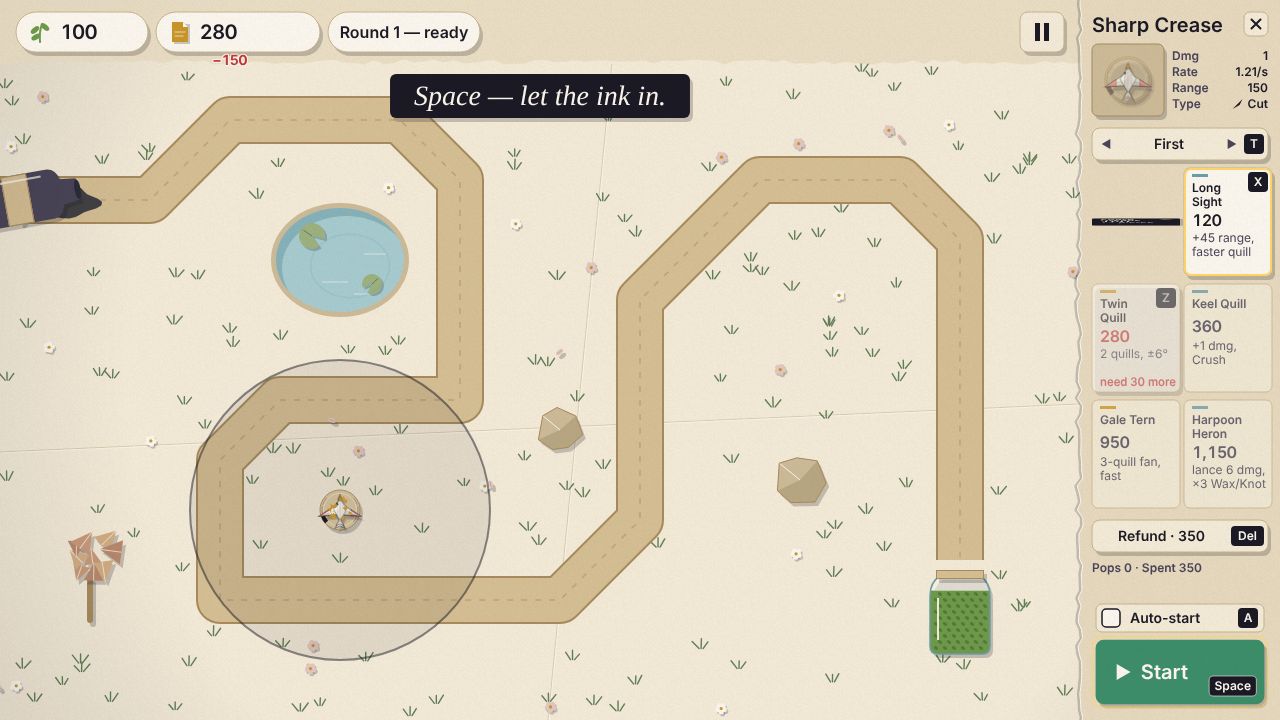 100
280
Round 1 — ready
−150
Space — let the ink in.
Sharp Crease
Dmg 1
Rate 1.21/s
Range 150
Type Cut
First T
Long Sight X
120
+45 range, faster quill
Twin Quill Z
280
2 quills, ±6°
need 30 more
Keel Quill
360
+1 dmg, Crush
Gale Tern
950
3-quill fan, fast
Harpoon Heron
1,150
lance 6 dmg, ×3 Wax/Knot
Refund · 350 Del
Pops 0 · Spent 350
Auto-start A
Start
Space